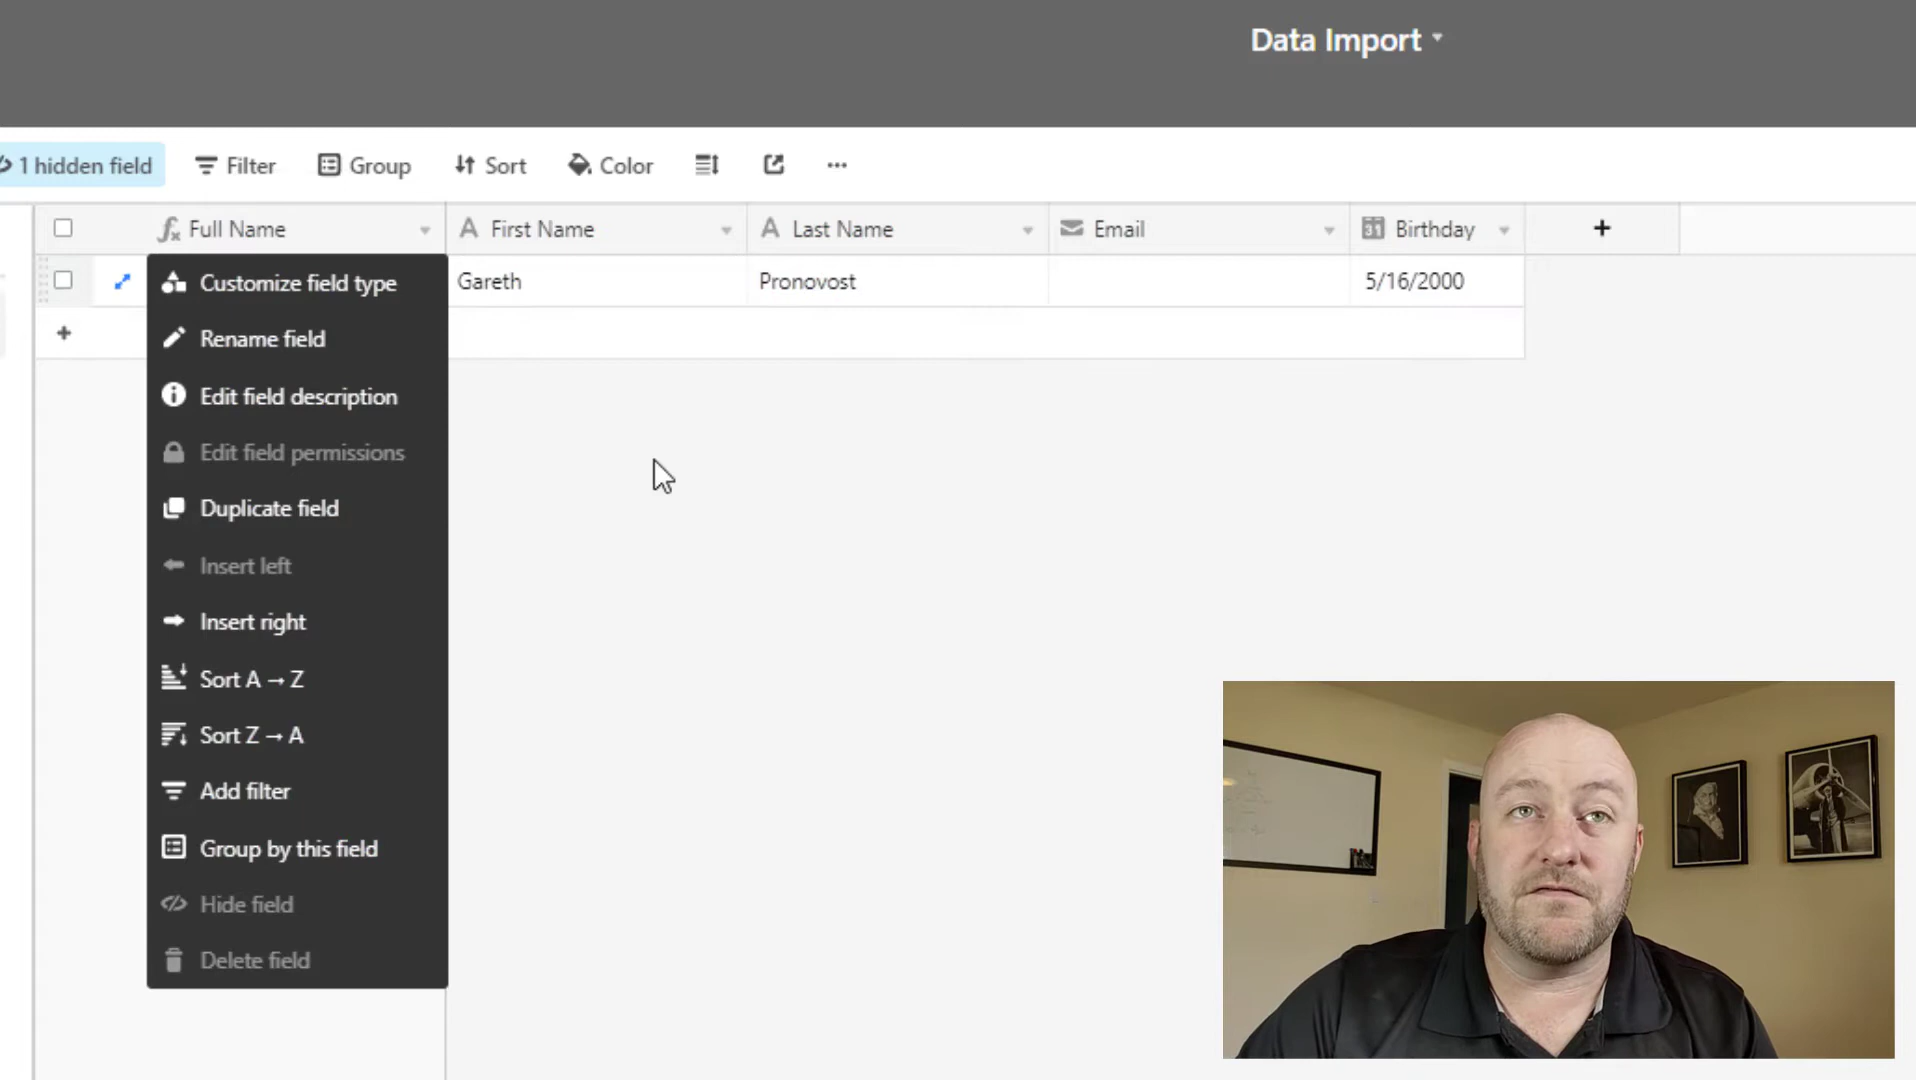 Data Import
1 hidden field Filter Group Sort Color
Full Name First Name Last Name Email 31 Birthday
Gareth Pronovost 5/16/2000
Customize field type
Rename field
Edit field description
Edit field permissions
Duplicate field
Insert left
Insert right
Sort A → Z
Sort Z → A
Add filter
Group by this field
Hide field
Delete field